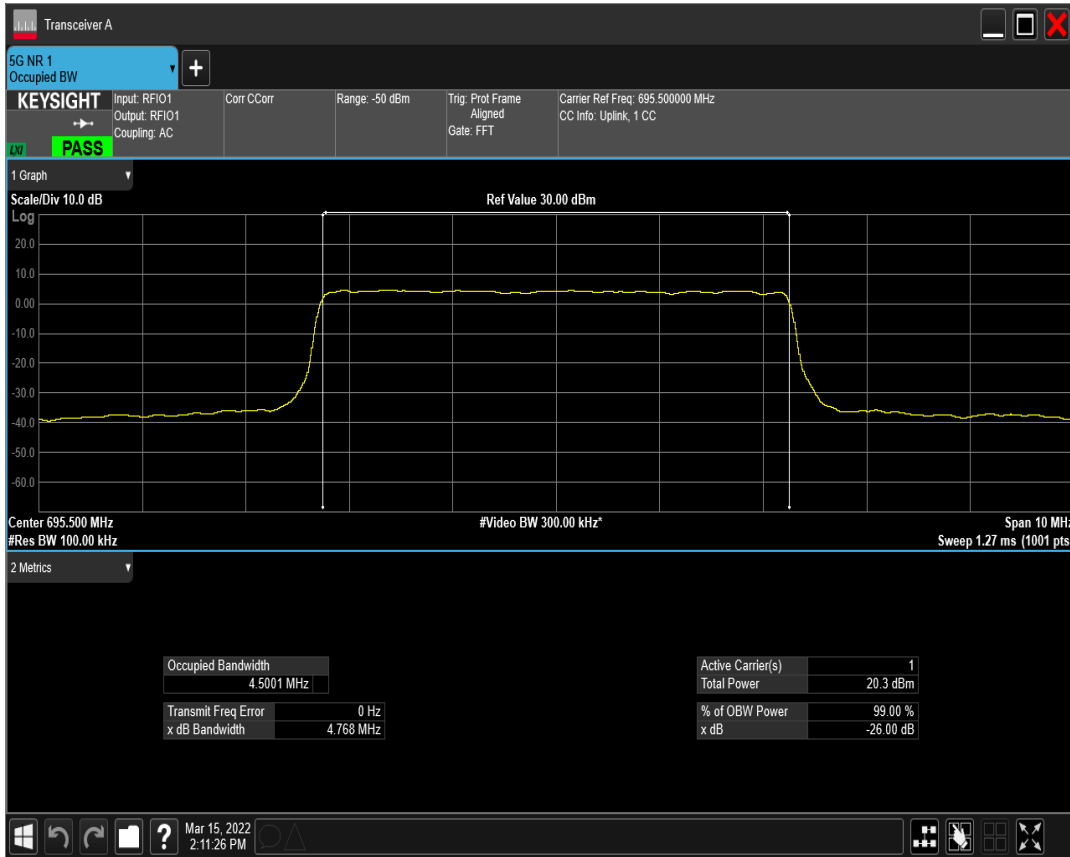 Transceiver A
5G NR 1
Occupied BW
KEYSIGHT
LXI
PASS
Input: RFIO1
Output: RFIO1
Coupling: AC
Corr CCorr
Range: -50 dBm
Trig: Prot Frame
Aligned
Gate: FFT
Carrier Ref Freq: 695.500000 MHz
CC Info: Uplink, 1 CC
1 Graph
Scale/Div 10.0 dB
Ref Value 30.00 dBm
Log
20.0
10.0
0.00
-10.0
-20.0
-30.0
-40.0
-50.0
-60.0
Center 695.500 MHz
#Video BW 300.00 kHz*
Span 10 MHz
#Res BW 100.00 kHz
Sweep 1.27 ms (1001 pts
2 Metrics
Occupied Bandwidth
4.5001 MHz
Transmit Freq Error 0 Hz
x dB Bandwidth 4.768 MHz
Active Carrier(s) 1
Total Power 20.3 dBm
% of OBW Power 99.00 %
x dB -26.00 dB
Mar 15, 2022
2:11:26 PM